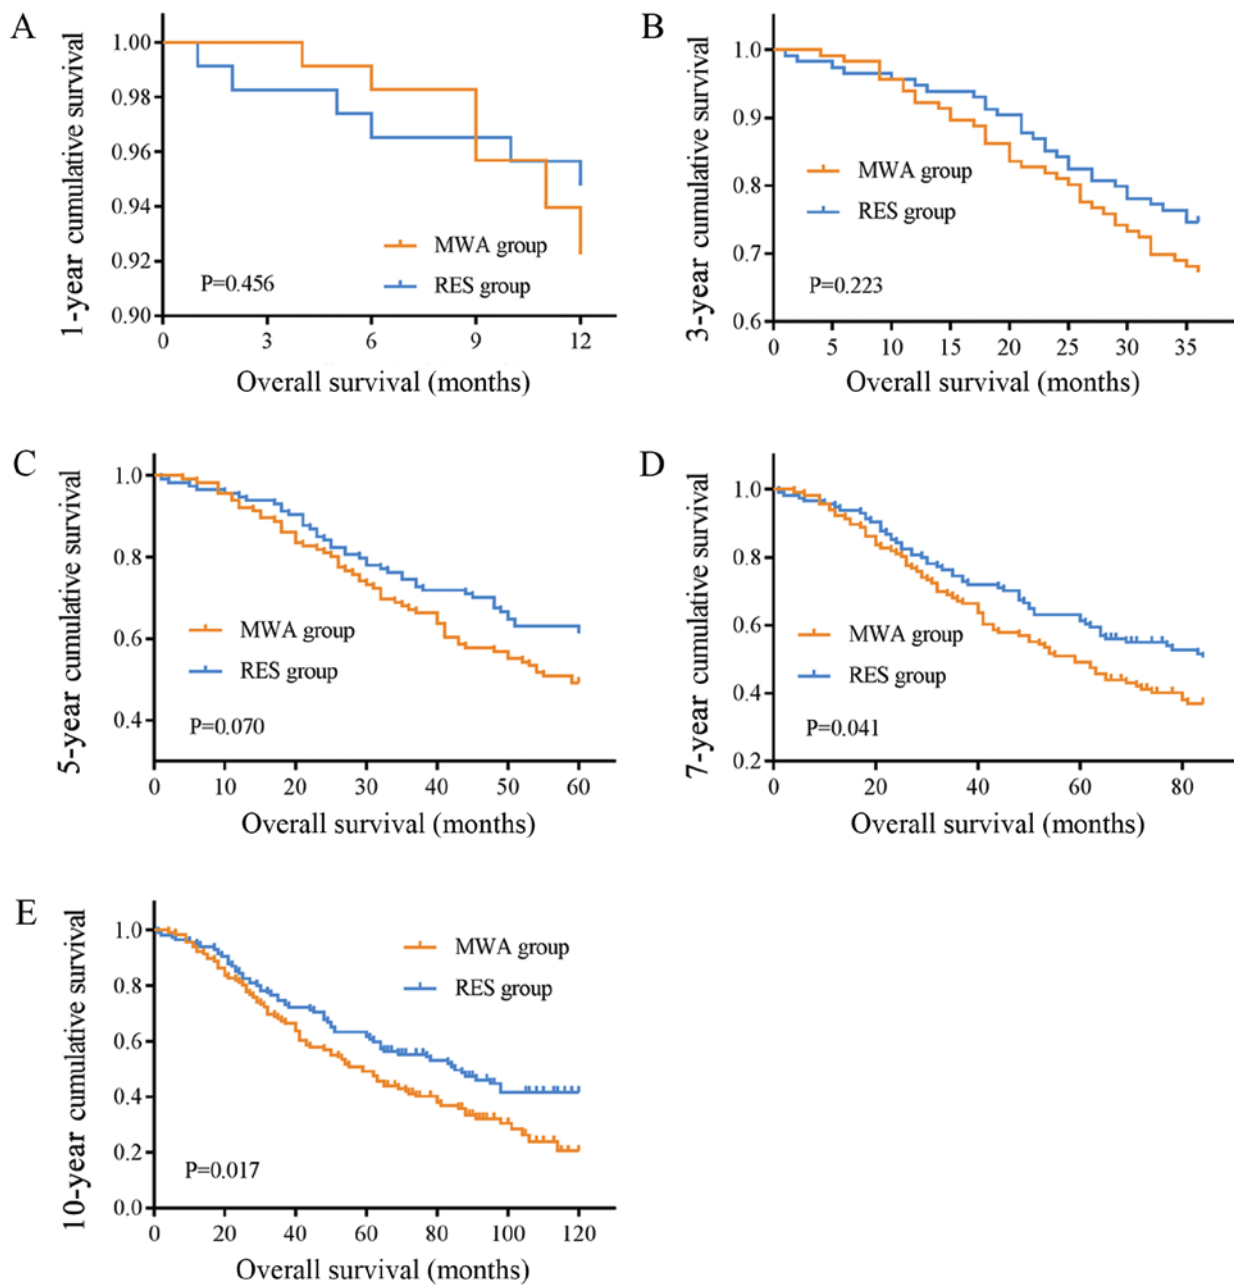 A
1-year cumulative survival
1.00
0.98
0.96
0.94
0.92
0.90
MWA group
RES group
P=0.456
0 3 6 9 12
Overall survival (months)
B
3-year cumulative survival
1.0
0.9
0.8
0.7
0.6
MWA group
RES group
P=0.223
0 5 10 15 20 25 30 35
Overall survival (months)
C
5-year cumulative survival
1.0
0.8
0.6
0.4
MWA group
RES group
P=0.070
0 10 20 30 40 50 60
Overall survival (months)
D
7-year cumulative survival
1.0
0.8
0.6
0.4
0.2
MWA group
RES group
P=0.041
0 20 40 60 80
Overall survival (months)
E
10-year cumulative survival
1.0
0.8
0.6
0.4
0.2
0.0
MWA group
RES group
P=0.017
0 20 40 60 80 100 120
Overall survival (months)